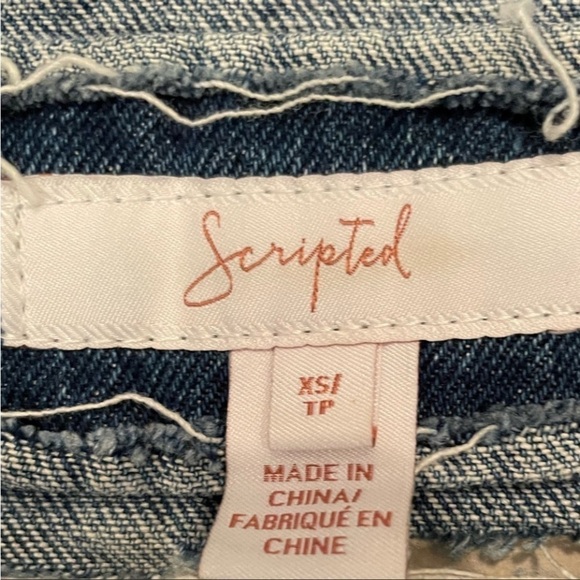 Scripted
XS/
TP
MADE IN
CHINA/
FABRIQUÉ EN
CHINE